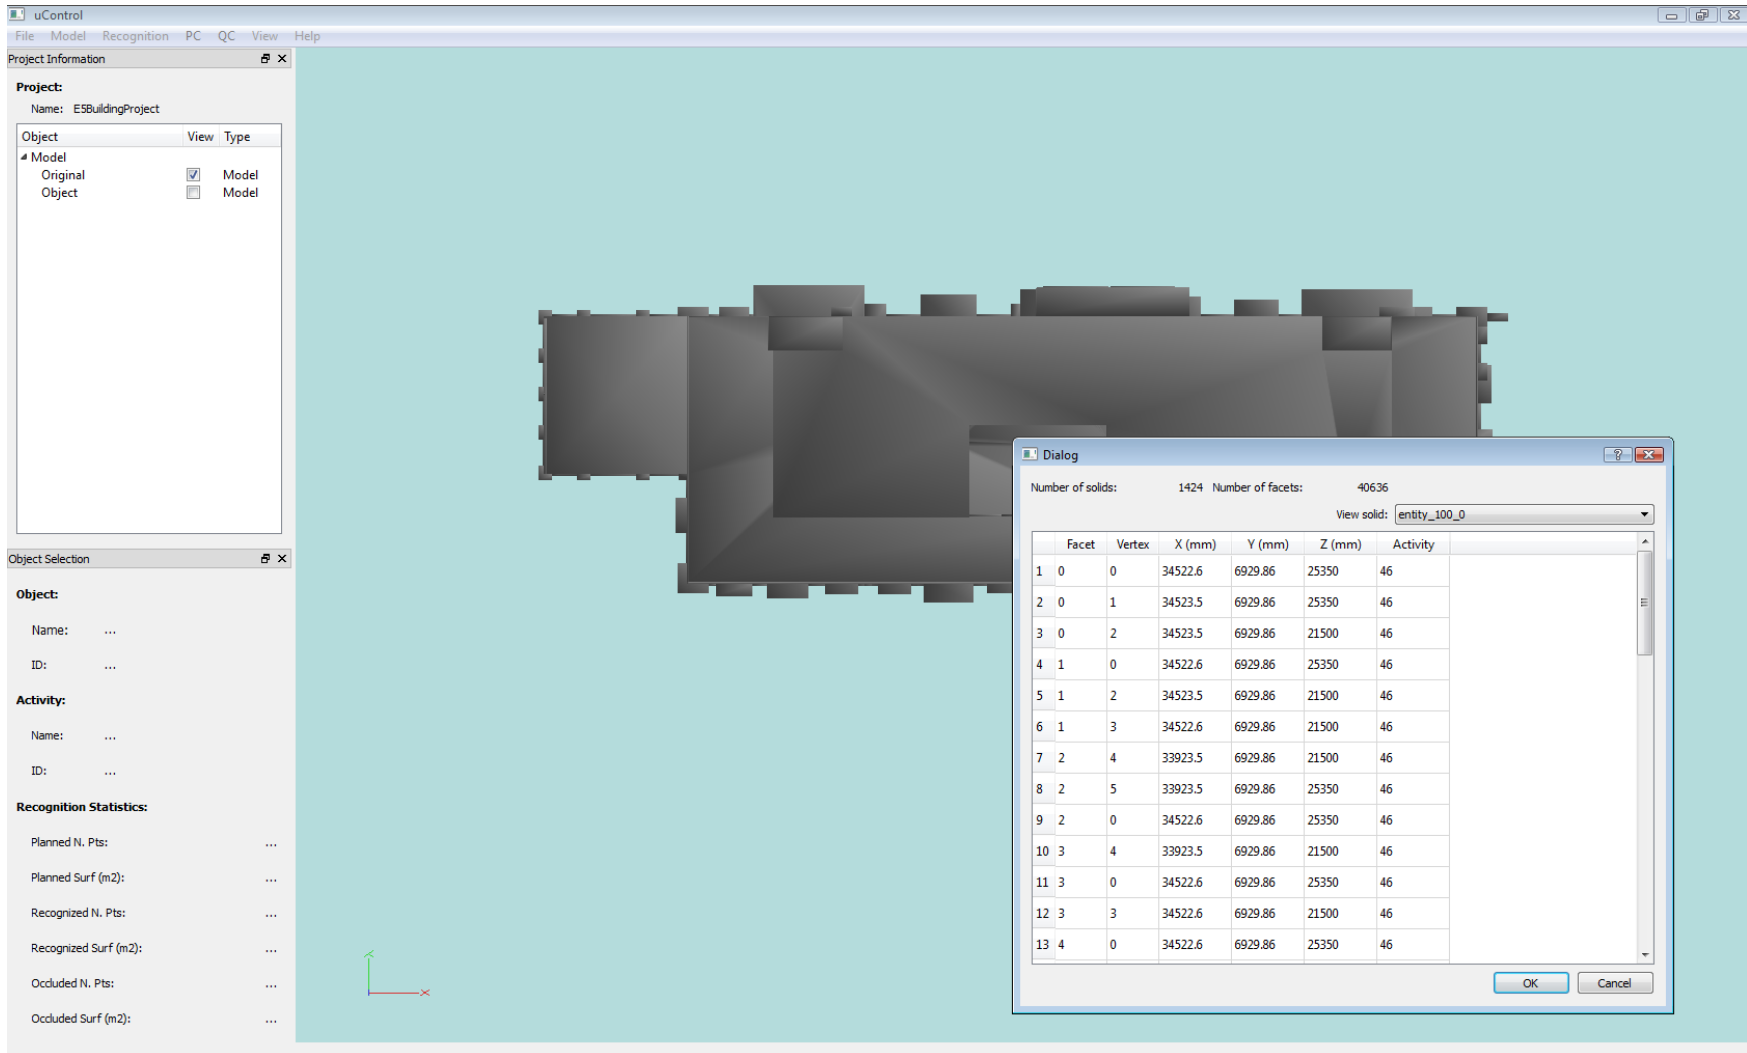 uControl
File Model Recognition PC QC View Help
Project Information
Project:
Name: E5BuildingProject
Object View Type
Model
Original Model
Object Model
Object Selection
Object:
Name: ...
ID: ...
Activity:
Name: ...
ID: ...
Recognition Statistics:
Planned N. Pts: ...
Planned Surf (m2): ...
Recognized N. Pts: ...
Recognized Surf (m2): ...
Occluded N. Pts: ...
Occluded Surf (m2): ...
Y
X
Dialog
Number of solids: 1424 Number of facets: 40636
View solid: entity_100_0
Facet Vertex X (mm) Y (mm) Z (mm) Activity
1 0 0 34522.6 6929.86 25350 46
2 0 1 34523.5 6929.86 25350 46
3 0 2 34523.5 6929.86 21500 46
4 1 0 34522.6 6929.86 25350 46
5 1 2 34523.5 6929.86 21500 46
6 1 3 34522.6 6929.86 21500 46
7 2 4 33923.5 6929.86 21500 46
8 2 5 33923.5 6929.86 25350 46
9 2 0 34522.6 6929.86 25350 46
10 3 4 33923.5 6929.86 21500 46
11 3 0 34522.6 6929.86 25350 46
12 3 3 34522.6 6929.86 21500 46
13 4 0 34522.6 6929.86 25350 46
OK Cancel